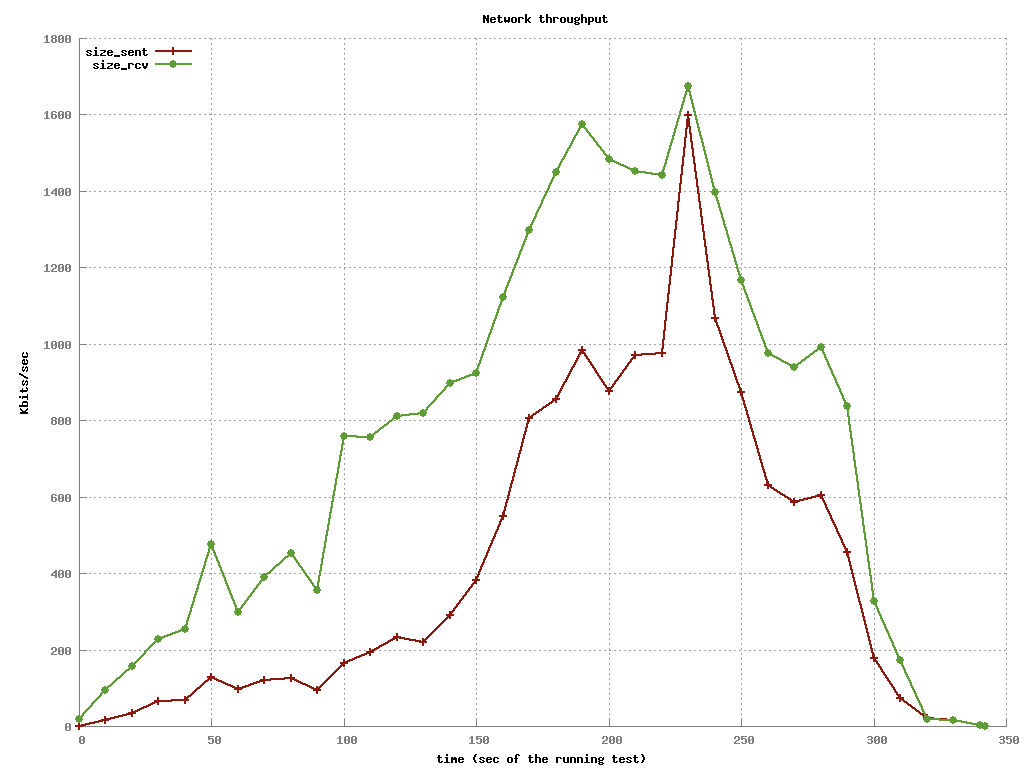 Network throughput
1800
size_sent
size_rcv
1600
1400
1200
1000
Kbits/sec
800
600
400
200
0
0 50 100 150 200 250 300 350
time (sec of the running test)